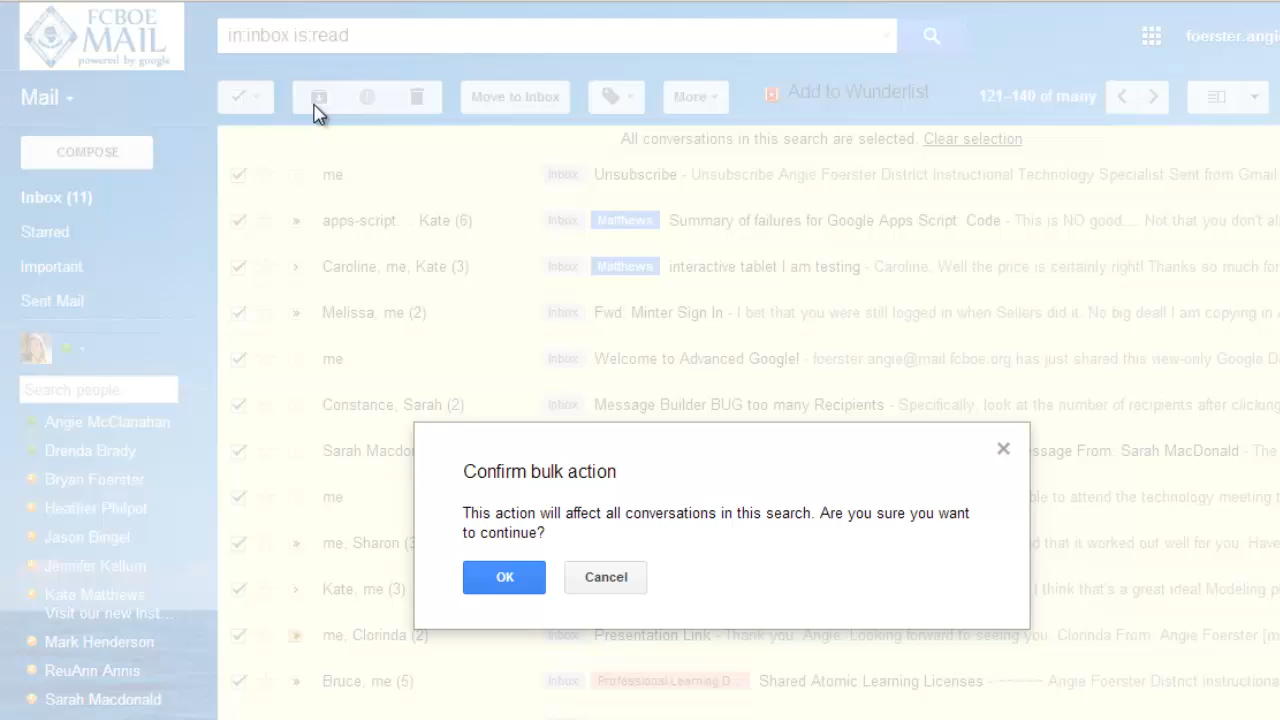 FCBOE
MAIL
powered by google
in:inbox is:read
foerster.angi
Mail
Move to Inbox
More
Add to Wunderlist
121–140 of many
All conversations in this search are selected. Clear selection
COMPOSE
me Inbox Unsubscribe - Unsubscribe Angie Foerster District Instructional Technology Specialist Sent from Gmail
Inbox (11)
apps-script. . Kate (6) Inbox Matthews Summary of failures for Google Apps Script: Code - This is NO good.... Not that you don't al
Starred
Important
Caroline, me, Kate (3) Inbox Matthews interactive tablet I am testing - Caroline, Well the price is certainly right! Thanks so much for
Sent Mail
Melissa, me (2) Inbox Fwd: Minter Sign In - I bet that you were still logged in when Sellers did it. No big deal! I am copying in
me Inbox Welcome to Advanced Google! - foerster.angie@mail.fcboe.org has just shared this view-only Google D
Search people...
Constance, Sarah (2) Inbox Message Builder BUG too many Recipients - Specifically, look at the number of recipients after clicking
Angie McClanahan
Drenda Brady
Sarah Macdo
ssage From: Sarah MacDonald - The
Bryan Foerster
me
ble to attend the technology meeting t
Heather Philpot
Jason Bingel
me, Sharon (3
d that it worked out well for you. Have
Jennifer Kellum
Kate Matthews
Visit our new Inst...
Kate, me (3)
I think that's a great idea! Modeling p
Confirm bulk action
This action will affect all conversations in this search. Are you sure you want
to continue?
OK
Cancel
Mark Henderson
me, Clorinda (2) Inbox Presentation Link - Thank you, Angie. Looking forward to seeing you. Clorinda From: Angie Foerster [m
ReuAnn Annis
Bruce, me (5) Inbox Professional Learning D... Shared Atomic Learning Licenses - ——— Angie Foerster District instructiona
Sarah Macdonald